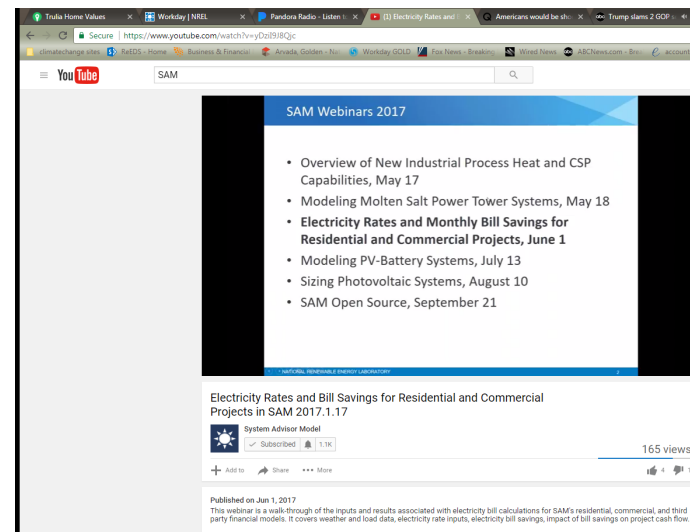 Trulia Home Values
Workday | NREL
Pandora Radio - Listen to
(1) Electricity Rates and
Americans would be sho
Trump slams 2 GOP s
Secure | https://www.youtube.com/watch?v=yDzil9J8Qjc
climatechange sites
ReEDS - Home
Business & Financial
Arvada, Golden - Nat
Workday GOLD
Fox News - Breaking
Wired News
ABCNews.com - Brea
account
YouTube
SAM
SAM Webinars 2017
• Overview of New Industrial Process Heat and CSP
Capabilities, May 17
• Modeling Molten Salt Power Tower Systems, May 18
• Electricity Rates and Monthly Bill Savings for
Residential and Commercial Projects, June 1
• Modeling PV-Battery Systems, July 13
• Sizing Photovoltaic Systems, August 10
• SAM Open Source, September 21
NATIONAL RENEWABLE ENERGY LABORATORY
2
Electricity Rates and Bill Savings for Residential and Commercial
Projects in SAM 2017.1.17
System Advisor Model
Subscribed 1.1K
165 views
Add to Share More
4 1
Published on Jun 1, 2017
This webinar is a walk-through of the inputs and results associated with electricity bill calculations for SAM's residential, commercial, and third
party financial models. It covers weather and load data, electricity rate inputs, electricity bill savings, impact of bill savings on project cash flow.